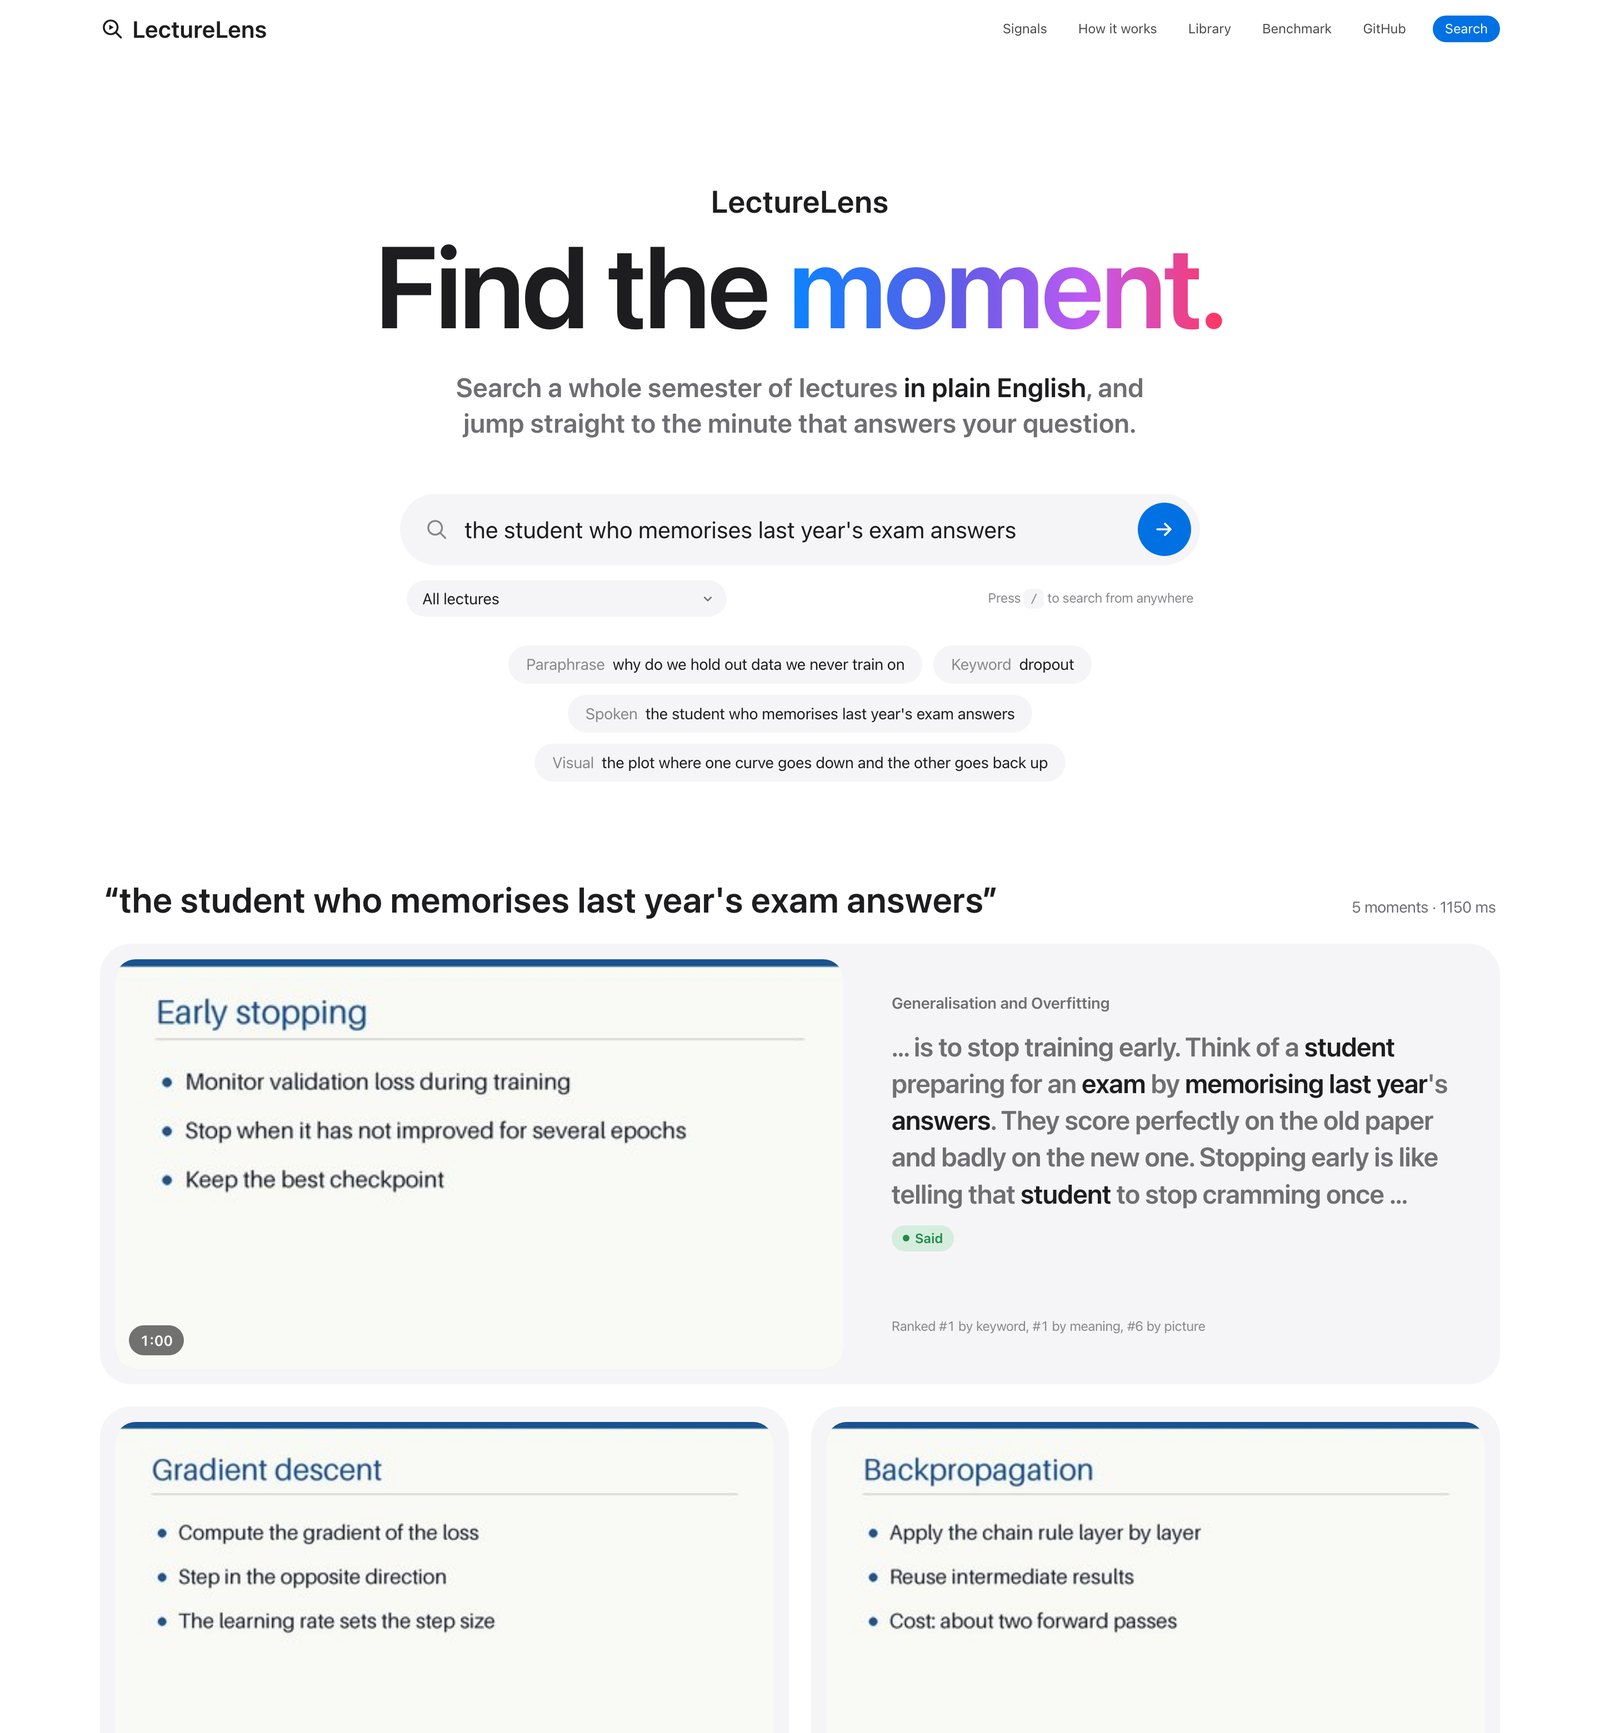 LectureLens
Signals
How it works
Library
Benchmark
GitHub
Search
LectureLens
Find the moment.
Search a whole semester of lectures in plain English, and
jump straight to the minute that answers your question.
the student who memorises last year's exam answers
All lectures
Press / to search from anywhere
Paraphrase why do we hold out data we never train on
Keyword dropout
Spoken the student who memorises last year's exam answers
Visual the plot where one curve goes down and the other goes back up
“the student who memorises last year's exam answers”
5 moments · 1150 ms
Early stopping
Monitor validation loss during training
Stop when it has not improved for several epochs
Keep the best checkpoint
1:00
Generalisation and Overfitting
... is to stop training early. Think of a student
preparing for an exam by memorising last year's
answers. They score perfectly on the old paper
and badly on the new one. Stopping early is like
telling that student to stop cramming once ...
Said
Ranked #1 by keyword, #1 by meaning, #6 by picture
Gradient descent
Compute the gradient of the loss
Step in the opposite direction
The learning rate sets the step size
Backpropagation
Apply the chain rule layer by layer
Reuse intermediate results
Cost: about two forward passes